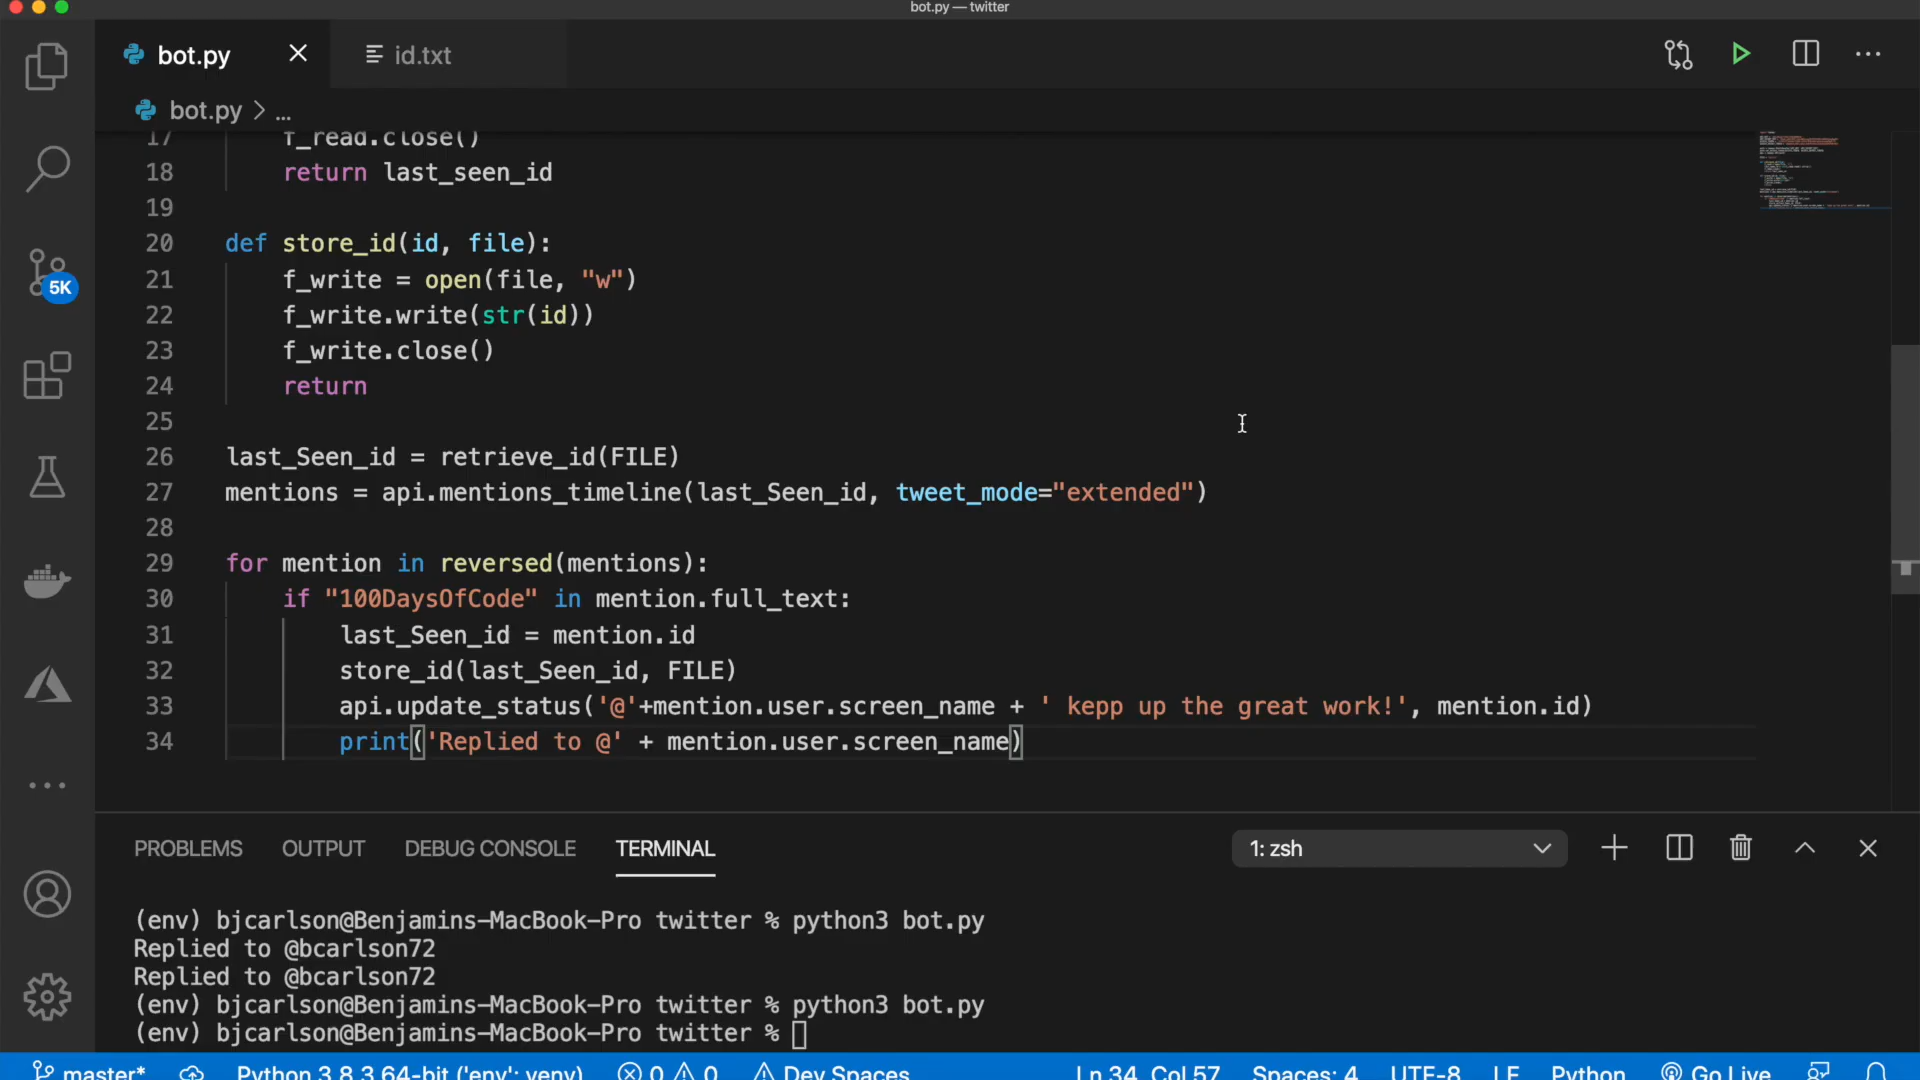 bot.py — twitter
bot.py
id.txt
bot.py > ...
17 f_read.close()
18 return last_seen_id
19
20 def store_id(id, file):
21 f_write = open(file, "w")
22 f_write.write(str(id))
23 f_write.close()
24 return
25
26 last_Seen_id = retrieve_id(FILE)
27 mentions = api.mentions_timeline(last_Seen_id, tweet_mode="extended")
28
29 for mention in reversed(mentions):
30 if "100DaysOfCode" in mention.full_text:
31 last_Seen_id = mention.id
32 store_id(last_Seen_id, FILE)
33 api.update_status('@'+mention.user.screen_name + ' kepp up the great work!', mention.id)
34 print('Replied to @' + mention.user.screen_name)
5K
PROBLEMS OUTPUT DEBUG CONSOLE TERMINAL 1: zsh
(env) bjcarlson@Benjamins-MacBook-Pro twitter % python3 bot.py
Replied to @bcarlson72
Replied to @bcarlson72
(env) bjcarlson@Benjamins-MacBook-Pro twitter % python3 bot.py
(env) bjcarlson@Benjamins-MacBook-Pro twitter %
master* Python 3.8.3 64-bit ('env': venv) 0 0 Dev Spaces Ln 34, Col 57 Spaces: 4 UTF-8 LF Python Go Live